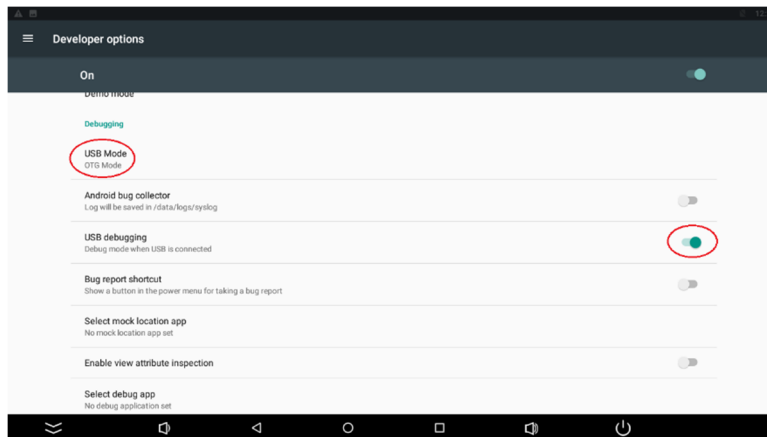 Developer options
On
Demo mode
Debugging
USB Mode
OTG Mode
Android bug collector
Log will be saved in /data/logs/syslog
USB debugging
Debug mode when USB is connected
Bug report shortcut
Show a button in the power menu for taking a bug report
Select mock location app
No mock location app set
Enable view attribute inspection
Select debug app
No debug application set